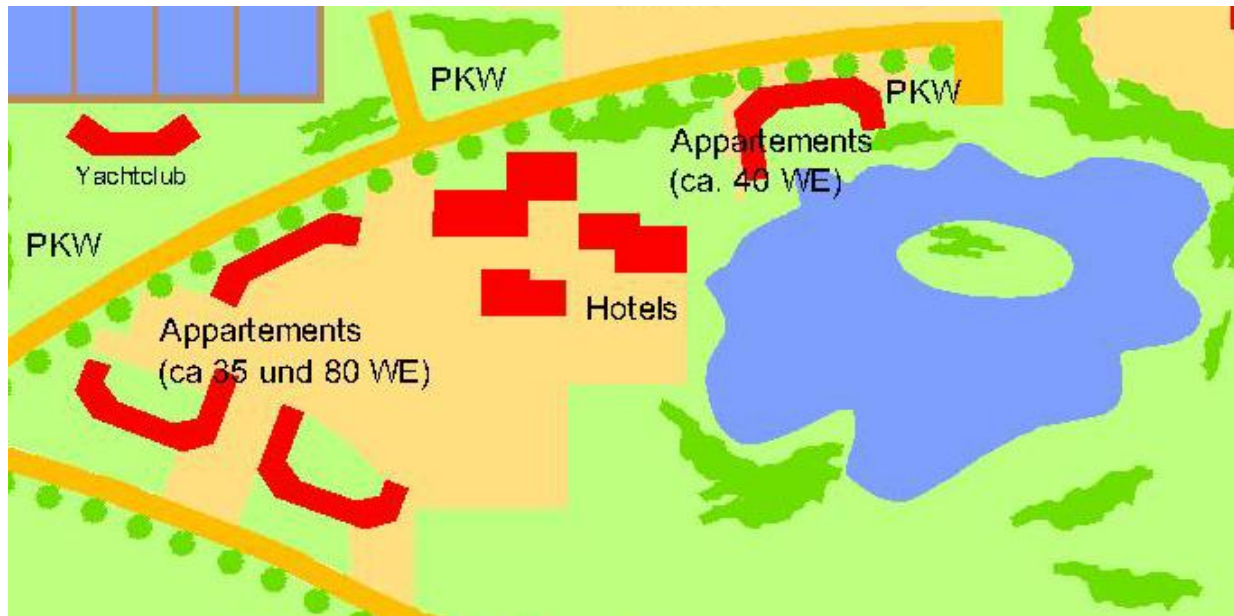 PKW
PKW
Yachtclub
Appartements
(ca. 40 WE)
PKW
Hotels
Appartements
(ca 35 und 80 WE)